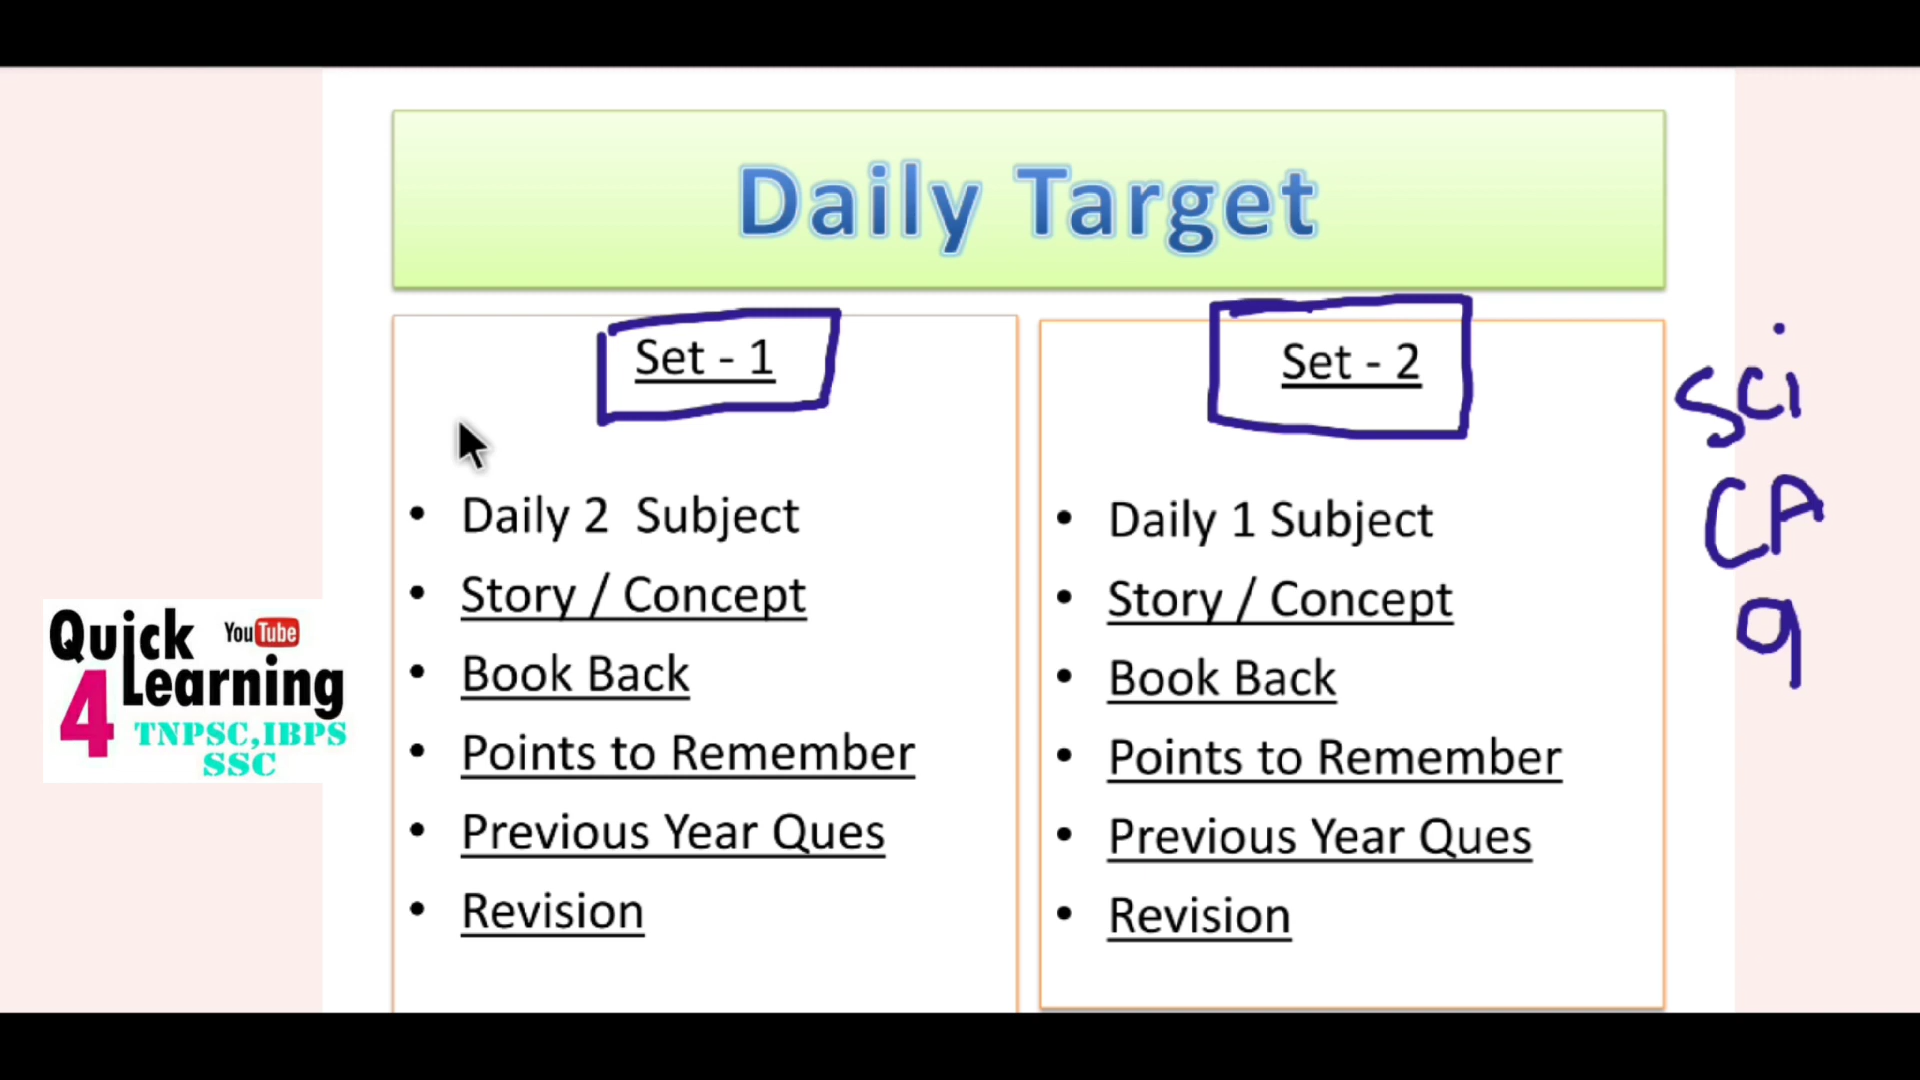 Daily Target
Set - 1
• Daily 2 Subject
• Story / Concept
• Book Back
• Points to Remember
• Previous Year Ques
• Revision
Set - 2
• Daily 1 Subject
• Story / Concept
• Book Back
• Points to Remember
• Previous Year Ques
• Revision
Sci
CA
9
Quick YouTube
4 Learning
TNPSC,IBPS
SSC